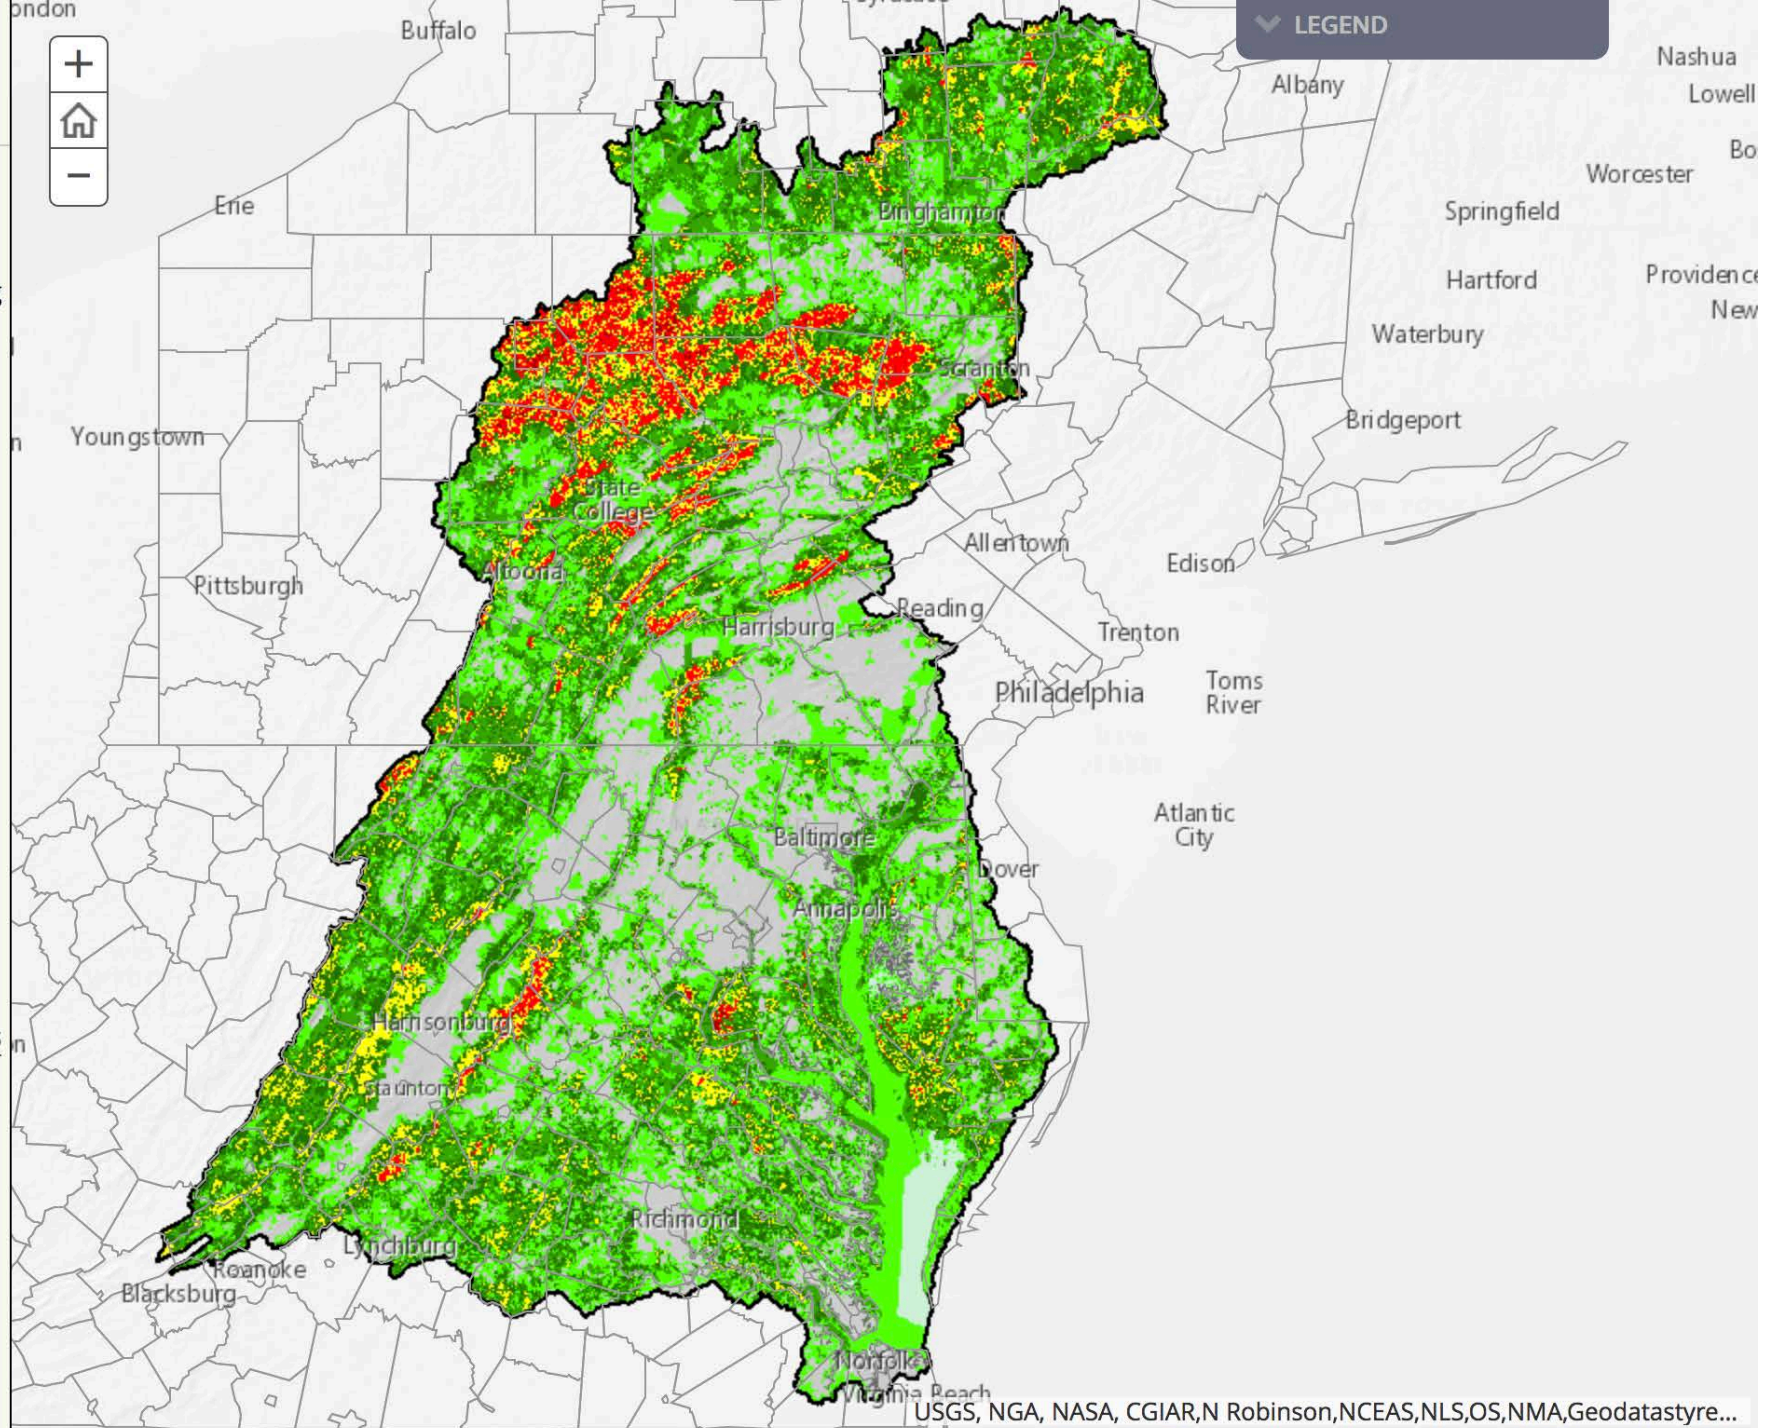 Buffalo
LEGEND
Nashua
Albany
Lowell
Worcester
Erie
Springfield
Binghamton
Hartford
Providence
New
Waterbury
Scranton
Bridgeport
Youngstown
State
College
Allentown
Edison
Altoona
Pittsburgh
Reading
Harrisburg
Trenton
Toms
River
Philadelphia
Atlantic
City
Baltimore
Dover
Annapolis
Harrisonburg
Staunton
Richmond
Lynchburg
Roanoke
Blacksburg
Norfolk
Virginia Beach
USGS, NGA, NASA, CGIAR,N Robinson,NCEAS,NLS,OS,NMA,Geodatastyre...